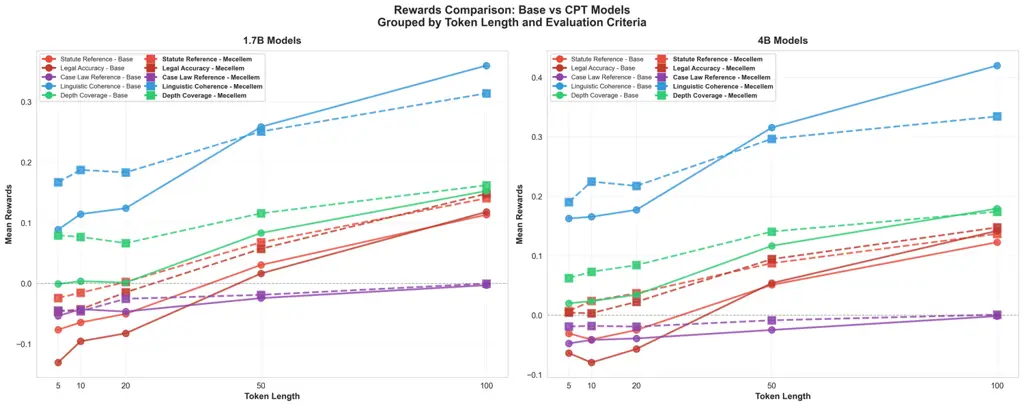 Rewards Comparison: Base vs CPT Models
Grouped by Token Length and Evaluation Criteria
1.7B Models
Statute Reference - Base
Legal Accuracy - Base
Case Law Reference - Base
Linguistic Coherence - Base
Depth Coverage - Base
Statute Reference - Mecellem
Legal Accuracy - Mecellem
Case Law Reference - Mecellem
Linguistic Coherence - Mecellem
Depth Coverage - Mecellem
Mean Rewards
0.3
0.2
0.1
0.0
−0.1
5 10 20 50 100
Token Length
4B Models
Statute Reference - Base
Legal Accuracy - Base
Case Law Reference - Base
Linguistic Coherence - Base
Depth Coverage - Base
Statute Reference - Mecellem
Legal Accuracy - Mecellem
Case Law Reference - Mecellem
Linguistic Coherence - Mecellem
Depth Coverage - Mecellem
Mean Rewards
0.4
0.3
0.2
0.1
0.0
−0.1
5 10 20 50 100
Token Length